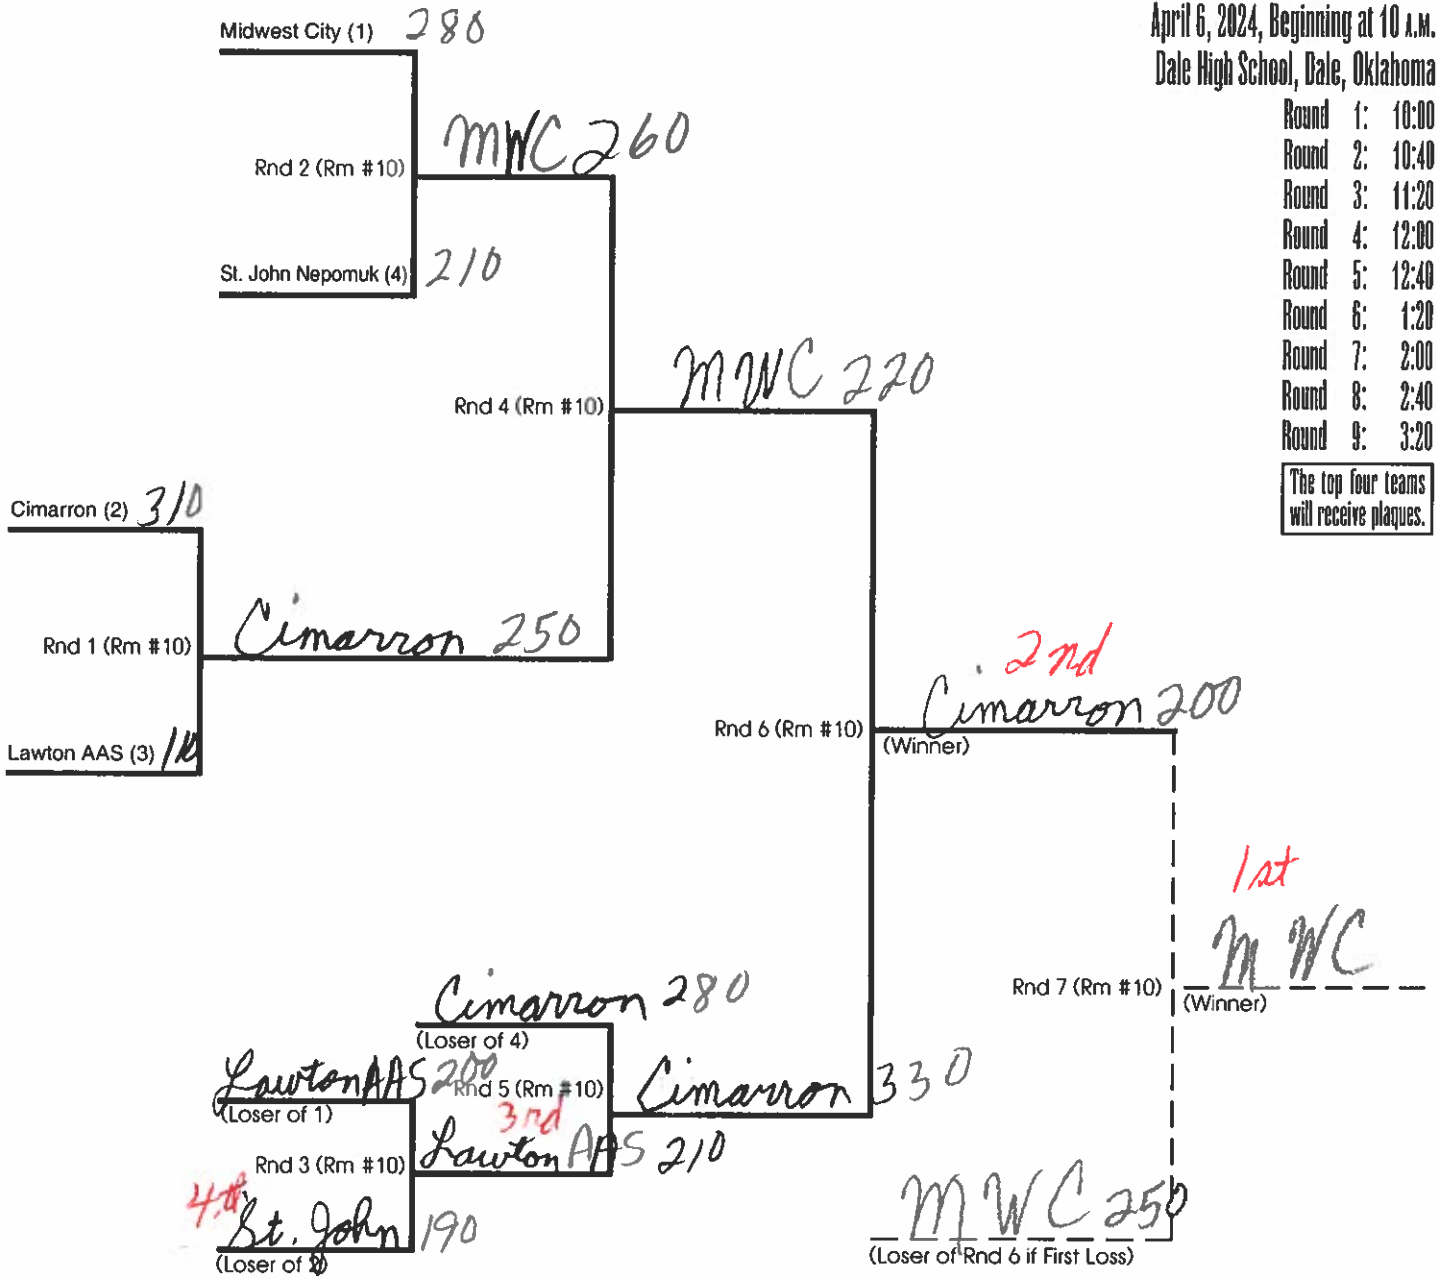 April 6, 2024, Beginning at 10 A.M.
Dale High School, Dale, Oklahoma
Round 1: 10:00
Round 2: 10:40
Round 3: 11:20
Round 4: 12:00
Round 5: 12:40
Round 6: 1:20
Round 7: 2:00
Round 8: 2:40
Round 9: 3:20
The top four teams
will receive plaques.
Midwest City (1) 280
MWC 260
Rnd 2 (Rm #10)
St. John Nepomuk (4) 210
MWC 220
Rnd 4 (Rm #10)
Cimarron (2) 310
Cimarron 250
Rnd 1 (Rm #10)
Lawton AAS (3)
2nd
Cimarron 200
Rnd 6 (Rm #10)
(Winner)
1st
MWC
Rnd 7 (Rm #10)
(Winner)
Cimarron 280
(Loser of 4)
Lawton AAS 200
Rnd 5 (Rm #10)
Cimarron 330
(Loser of 1)
3rd
Lawton AAS 210
Rnd 3 (Rm #10)
4th
St. John 190
(Loser of 2)
MWC 250
(Loser of Rnd 6 if First Loss)